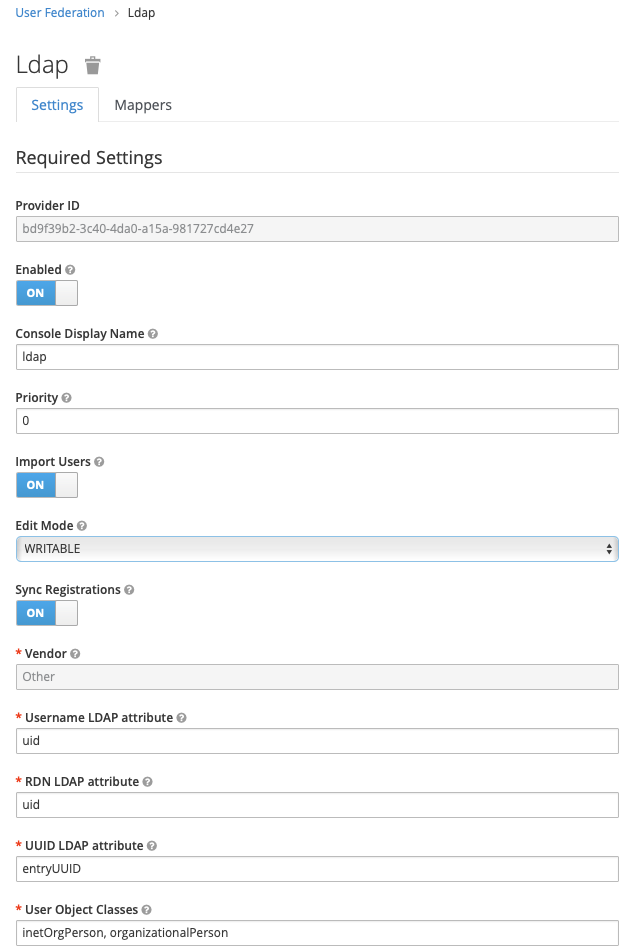 User Federation > Ldap
Ldap
Settings Mappers
Required Settings
Provider ID
bd9f39b2-3c40-4da0-a15a-981727cd4e27
Enabled ?
ON
Console Display Name ?
ldap
Priority ?
0
Import Users ?
ON
Edit Mode ?
WRITABLE
Sync Registrations ?
ON
* Vendor ?
Other
* Username LDAP attribute ?
uid
* RDN LDAP attribute ?
uid
* UUID LDAP attribute ?
entryUUID
* User Object Classes ?
inetOrgPerson, organizationalPerson